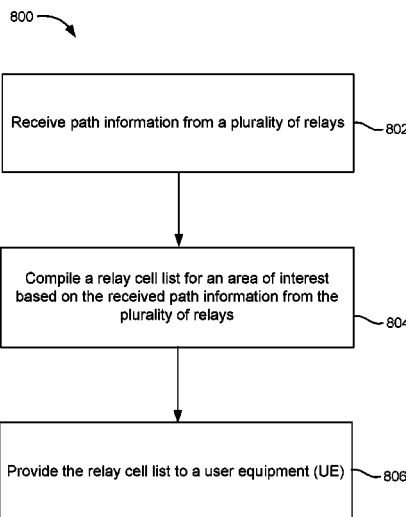 800
Receive path information from a plurality of relays
802
Compile a relay cell list for an area of interest
based on the received path information from the
plurality of relays
804
Provide the relay cell list to a user equipment (UE)
806